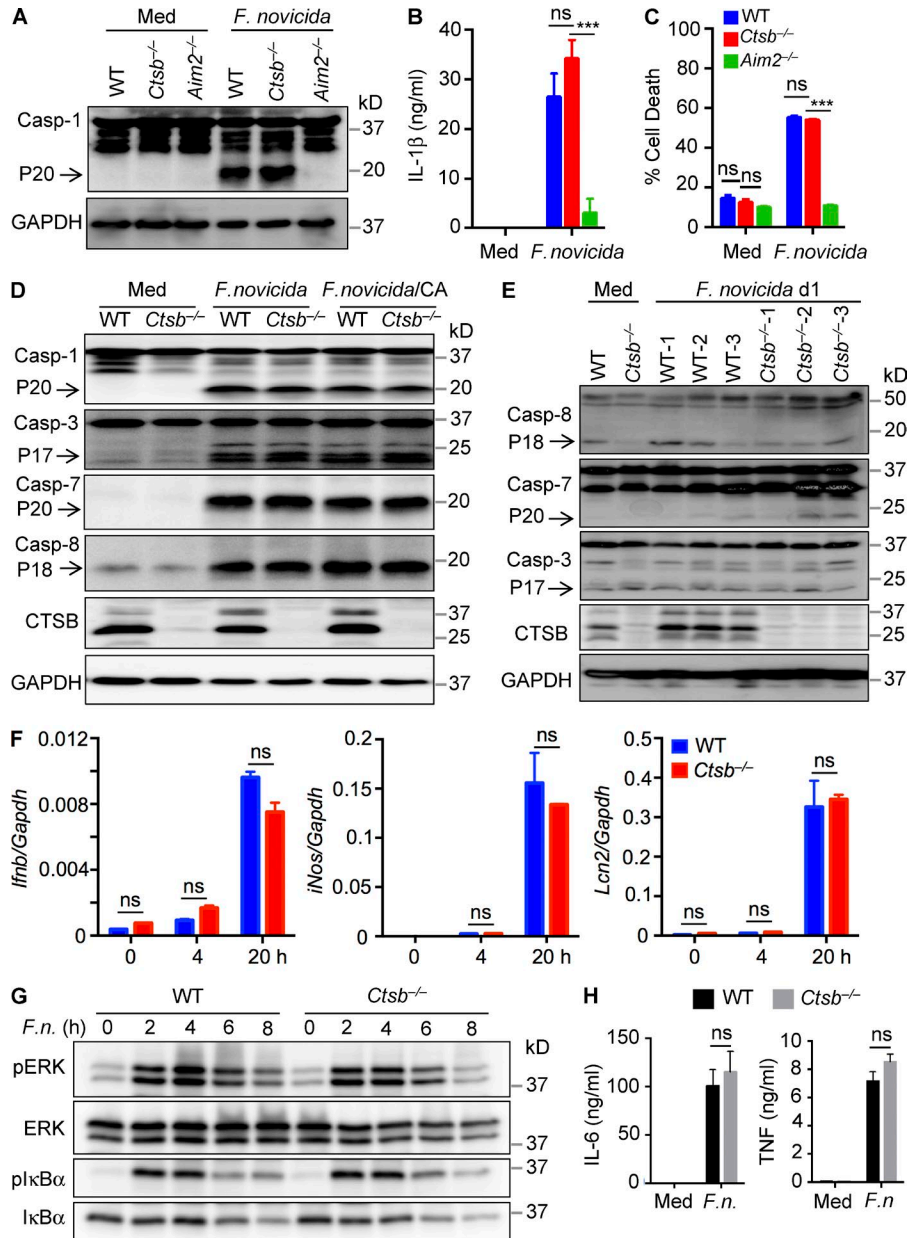 A
Med F. novicida
WT Ctsb–/– Aim2–/– WT Ctsb–/– Aim2–/–
kD
Casp-1
37
P20 → 20
GAPDH 37
B
ns
***
40
30
20
10
0
IL-1β (ng/ml)
Med F. novicida
C
WT
Ctsb–/–
Aim2–/–
100
80
60
40
20
0
% Cell Death
ns ns ns ***
Med F. novicida
D
Med F. novicida F. novicida/CA
WT Ctsb–/– WT Ctsb–/– WT Ctsb–/–
kD
Casp-1 37
P20 → 20
Casp-3 37
25
P17 →
Casp-7
P20 → 20
Casp-8
P18 → 20
CTSB 37
25
GAPDH 37
E
Med F. novicida d1
WT Ctsb–/– WT-1 WT-2 WT-3 Ctsb–/–-1 Ctsb–/–-2 Ctsb–/–-3
kD
50
Casp-8
20
P18 →
Casp-7 37
P20 → 25
Casp-3 37
25
P17 →
CTSB 37
25
GAPDH 37
F
0.012
0.008
0.004
0
Ifnb/Gapdh
ns ns ns
0 4 20 h
0.2
0.15
0.1
0.05
0
iNos/Gapdh
ns ns
0 4 20 h
0.5
0.4
0.3
0.2
0.1
0
Lcn2/Gapdh
WT
Ctsb–/–
ns ns ns
0 4 20 h
G
WT Ctsb–/–
F.n. (h) 0 2 4 6 8 0 2 4 6 8
kD
pERK
37
ERK
37
pIκBα 37
IκBα 37
H
WT Ctsb–/–
150
100
50
0
IL-6 (ng/ml)
ns
Med F.n.
10
8
6
4
2
0
TNF (ng/ml)
ns
Med F.n